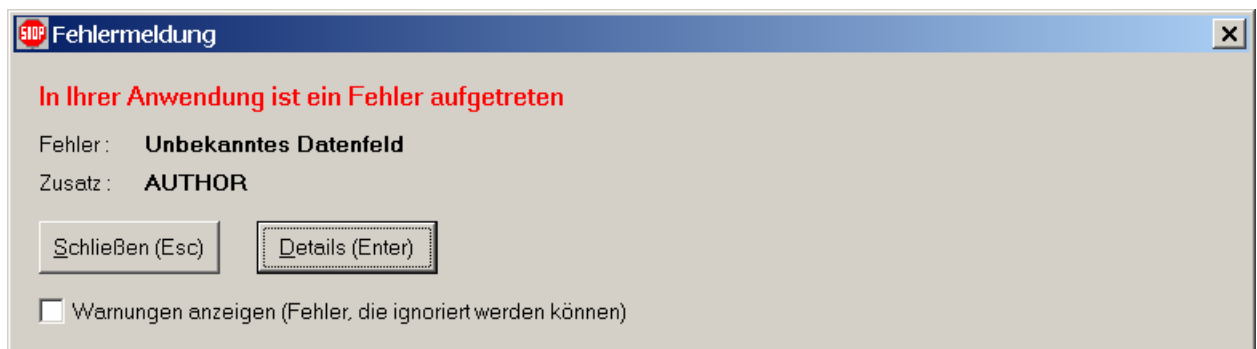 STOP Fehlermeldung
In Ihrer Anwendung ist ein Fehler aufgetreten
Fehler : Unbekanntes Datenfeld
Zusatz : AUTHOR
Schließen (Esc) Details (Enter)
Warnungen anzeigen (Fehler, die ignoriert werden können)